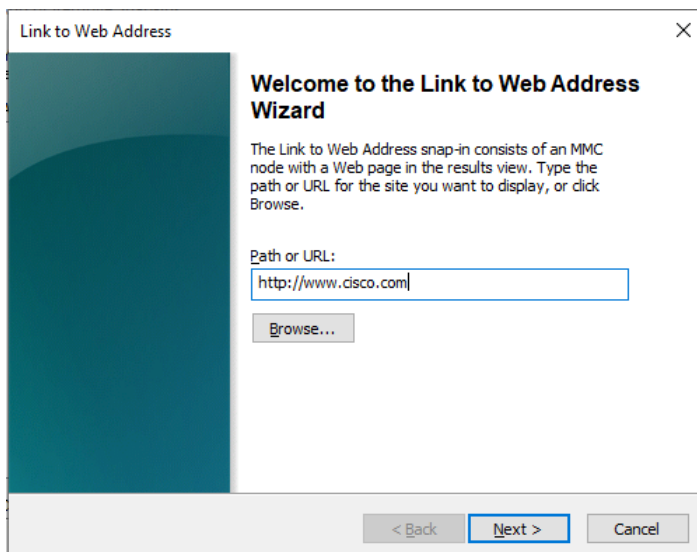 Link to Web Address
Welcome to the Link to Web Address
Wizard
The Link to Web Address snap-in consists of an MMC
node with a Web page in the results view. Type the
path or URL for the site you want to display, or click
Browse.
Path or URL:
http://www.cisco.com
Browse...
< Back Next > Cancel